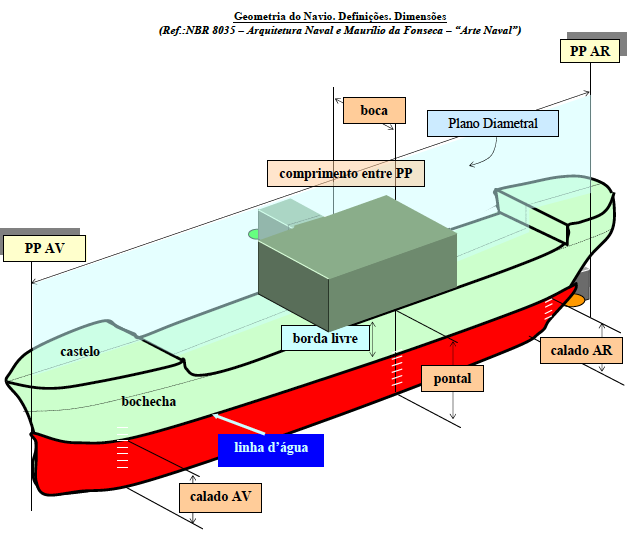 Geometria do Navio. Definições. Dimensões
(Ref.:NBR 8035 – Arquitetura Naval e Maurílio da Fonseca – “Arte Naval”)
PP AR
boca
Plano Diametral
comprimento entre PP
PP AV
borda livre
castelo
calado AR
pontal
bochecha
linha d’água
calado AV